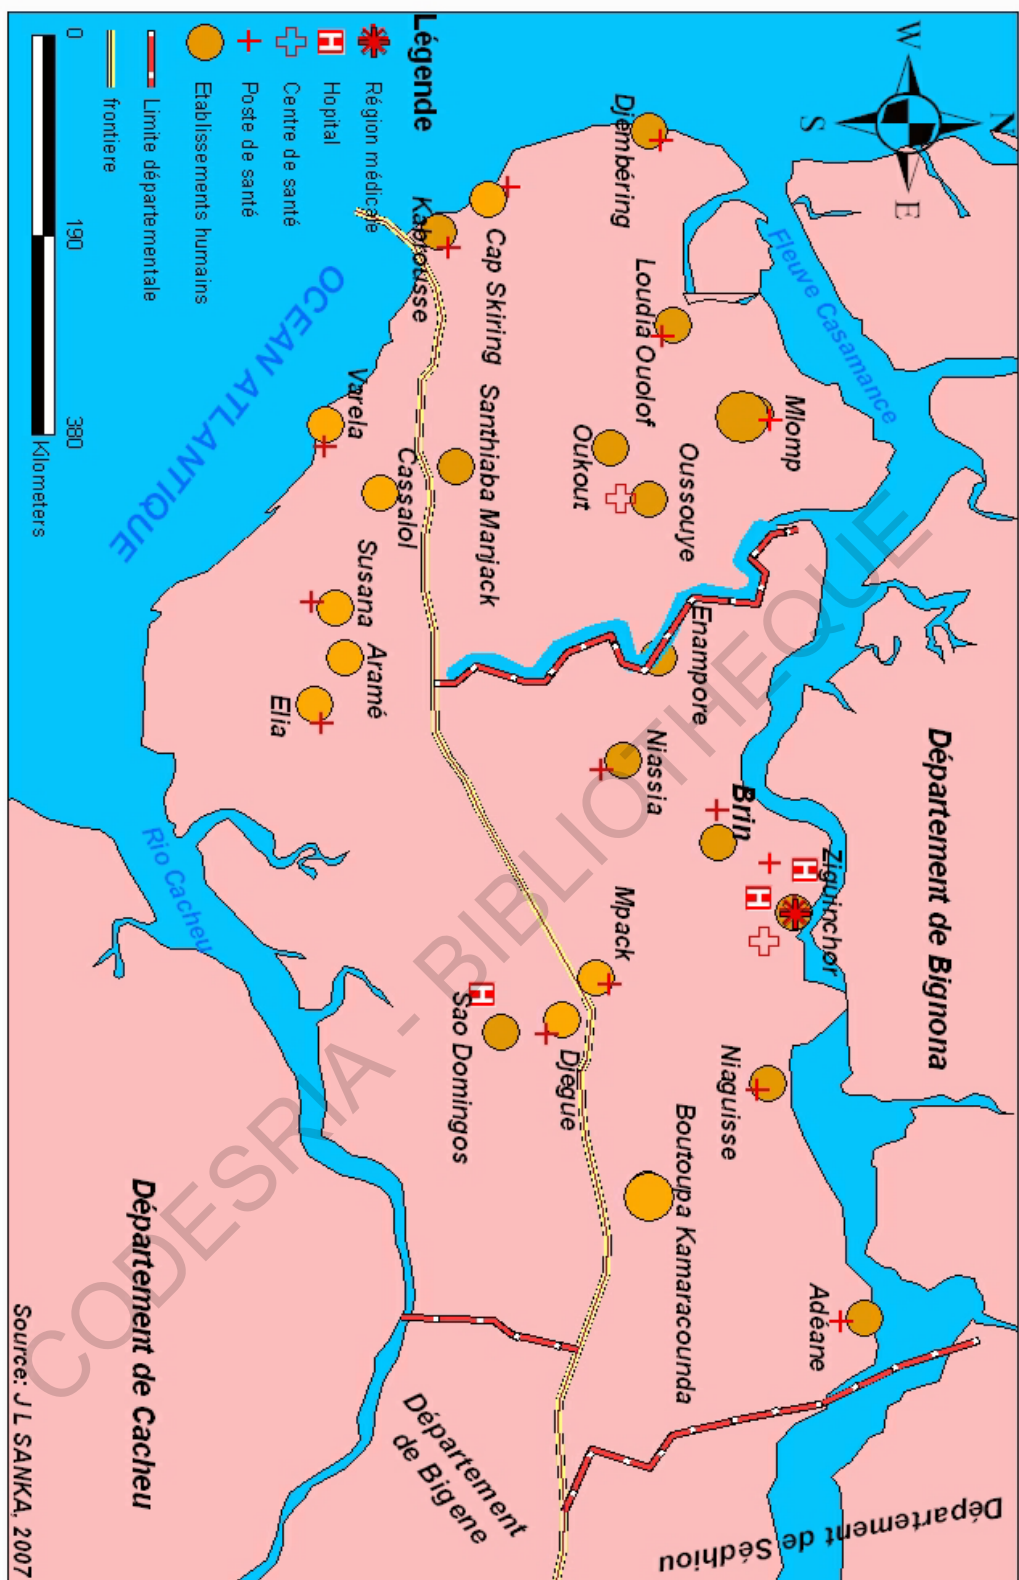 N
W
E
S
Fleuve Casamance
Département de Bignona
Djembéring
Loudia Ouolof
Mlomp
Oussouye
Oukout
Cap Skiring
Kabrousse
Santhiaba Manjack
Enampore
Niassia
Brin
Ziguinchor
Mpack
Niaguisse
Boutoupa Kamaracounda
Adéane
Département de Sédhiou
Varela
Cassalol
Susana
Aramé
Elia
Djegue
Sao Domingos
H
H
H
OCEAN ATLANTIQUE
Rio Cacheu
Département
de Bigene
Département de Cacheu
Légende
Région médicale
H Hopital
Centre de santé
Poste de santé
Etablissements humains
Limite départementale
frontiere
0 190 380
Kilometers
Source: J L SANKA, 2007
CODESRIA - BIBLIOTHEQUE